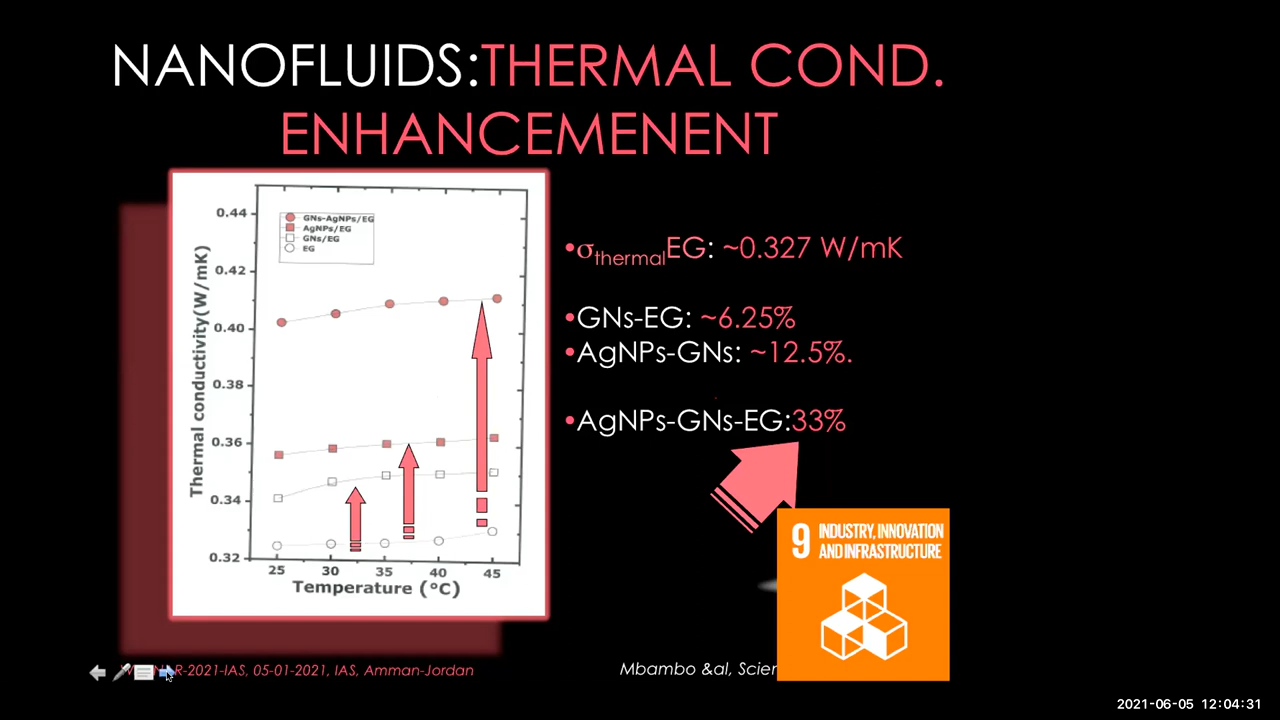 NANOFLUIDS:THERMAL COND.
ENHANCEMENENT
0.44
0.42
0.40
0.38
0.36
0.34
0.32
Thermal conductivity(W/mK)
GNs-AgNPs/EG
AgNPs/EG
GNs/EG
EG
25 30 35 40 45
Temperature (°C)
•σthermalEG: ~0.327 W/mK
•GNs-EG: ~6.25%
•AgNPs-GNs: ~12.5%.
•AgNPs-GNs-EG:33%
9 INDUSTRY, INNOVATION
AND INFRASTRUCTURE
R-2021-IAS, 05-01-2021, IAS, Amman-Jordan
Mbambo &al, Scien
2021-06-05 12:04:31